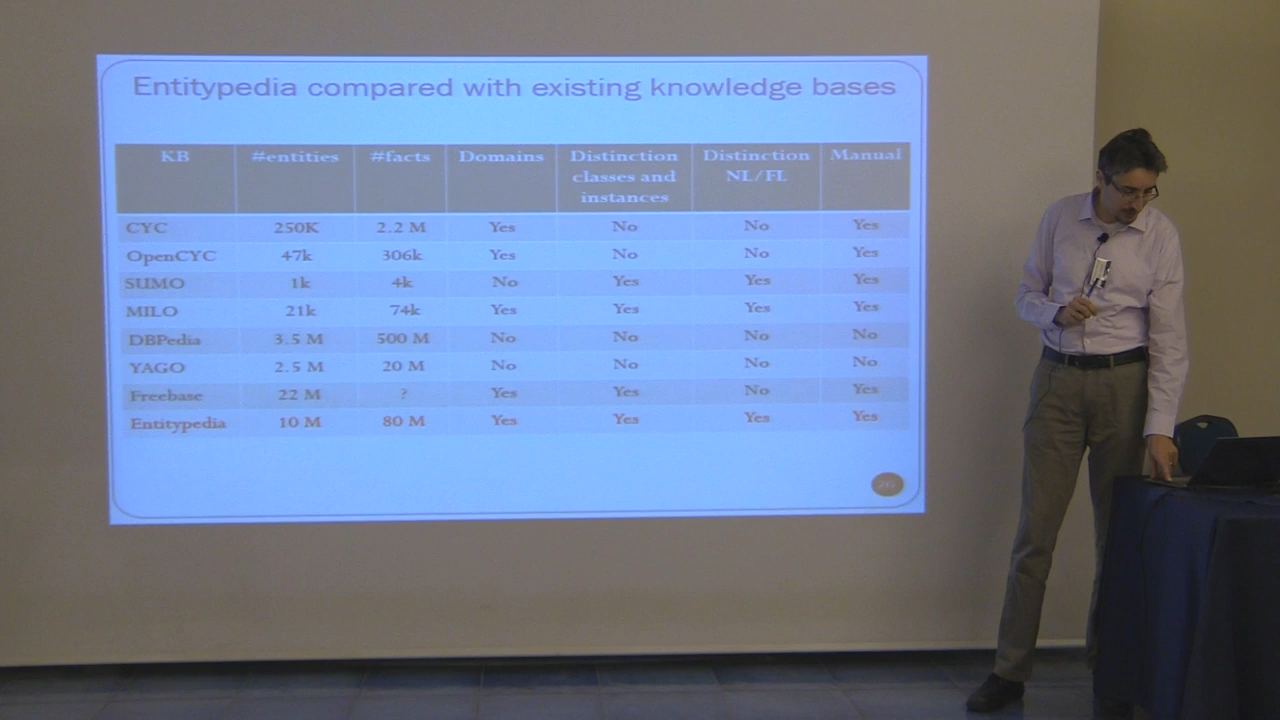 Entitypedia compared with existing knowledge bases
KB #entities #facts Domains Distinction classes and instances Distinction NL/FL Manual
CYC 250K 2.2 M Yes No No Yes
OpenCYC 47k 306k Yes No No Yes
SUMO 1k 4k No Yes Yes Yes
MILO 21k 74k Yes Yes Yes Yes
DBPedia 3.5 M 500 M No No No No
YAGO 2.5 M 20 M No No No No
Freebase 22 M ? Yes Yes No Yes
Entitypedia 10 M 80 M Yes Yes Yes Yes
26